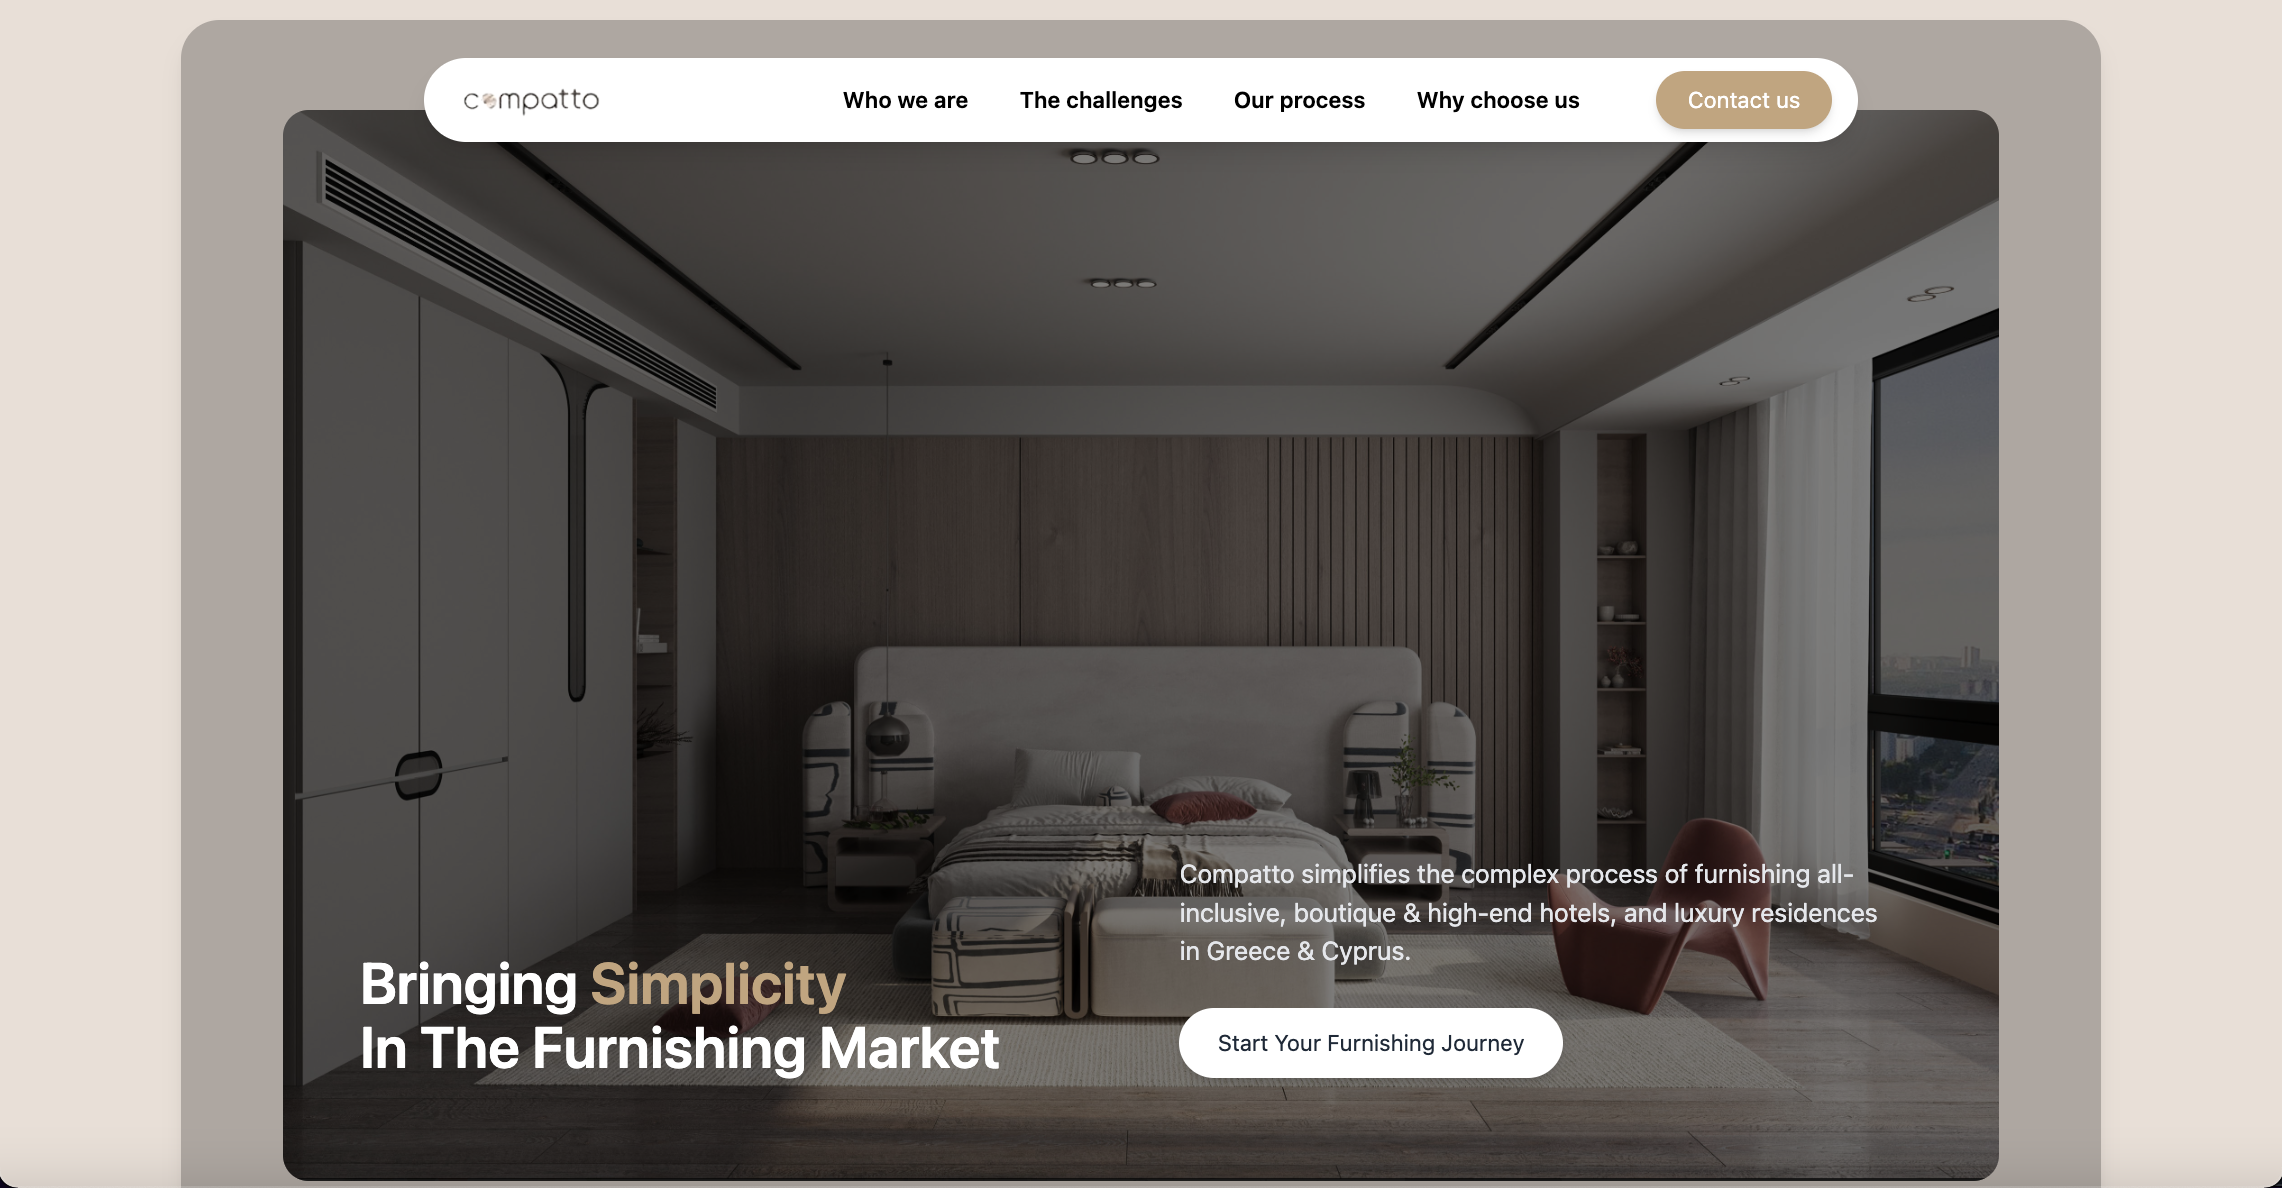 compatto
Who we are
The challenges
Our process
Why choose us
Contact us
Bringing Simplicity
In The Furnishing Market
Compatto simplifies the complex process of furnishing all-
inclusive, boutique & high-end hotels, and luxury residences
in Greece & Cyprus.
Start Your Furnishing Journey